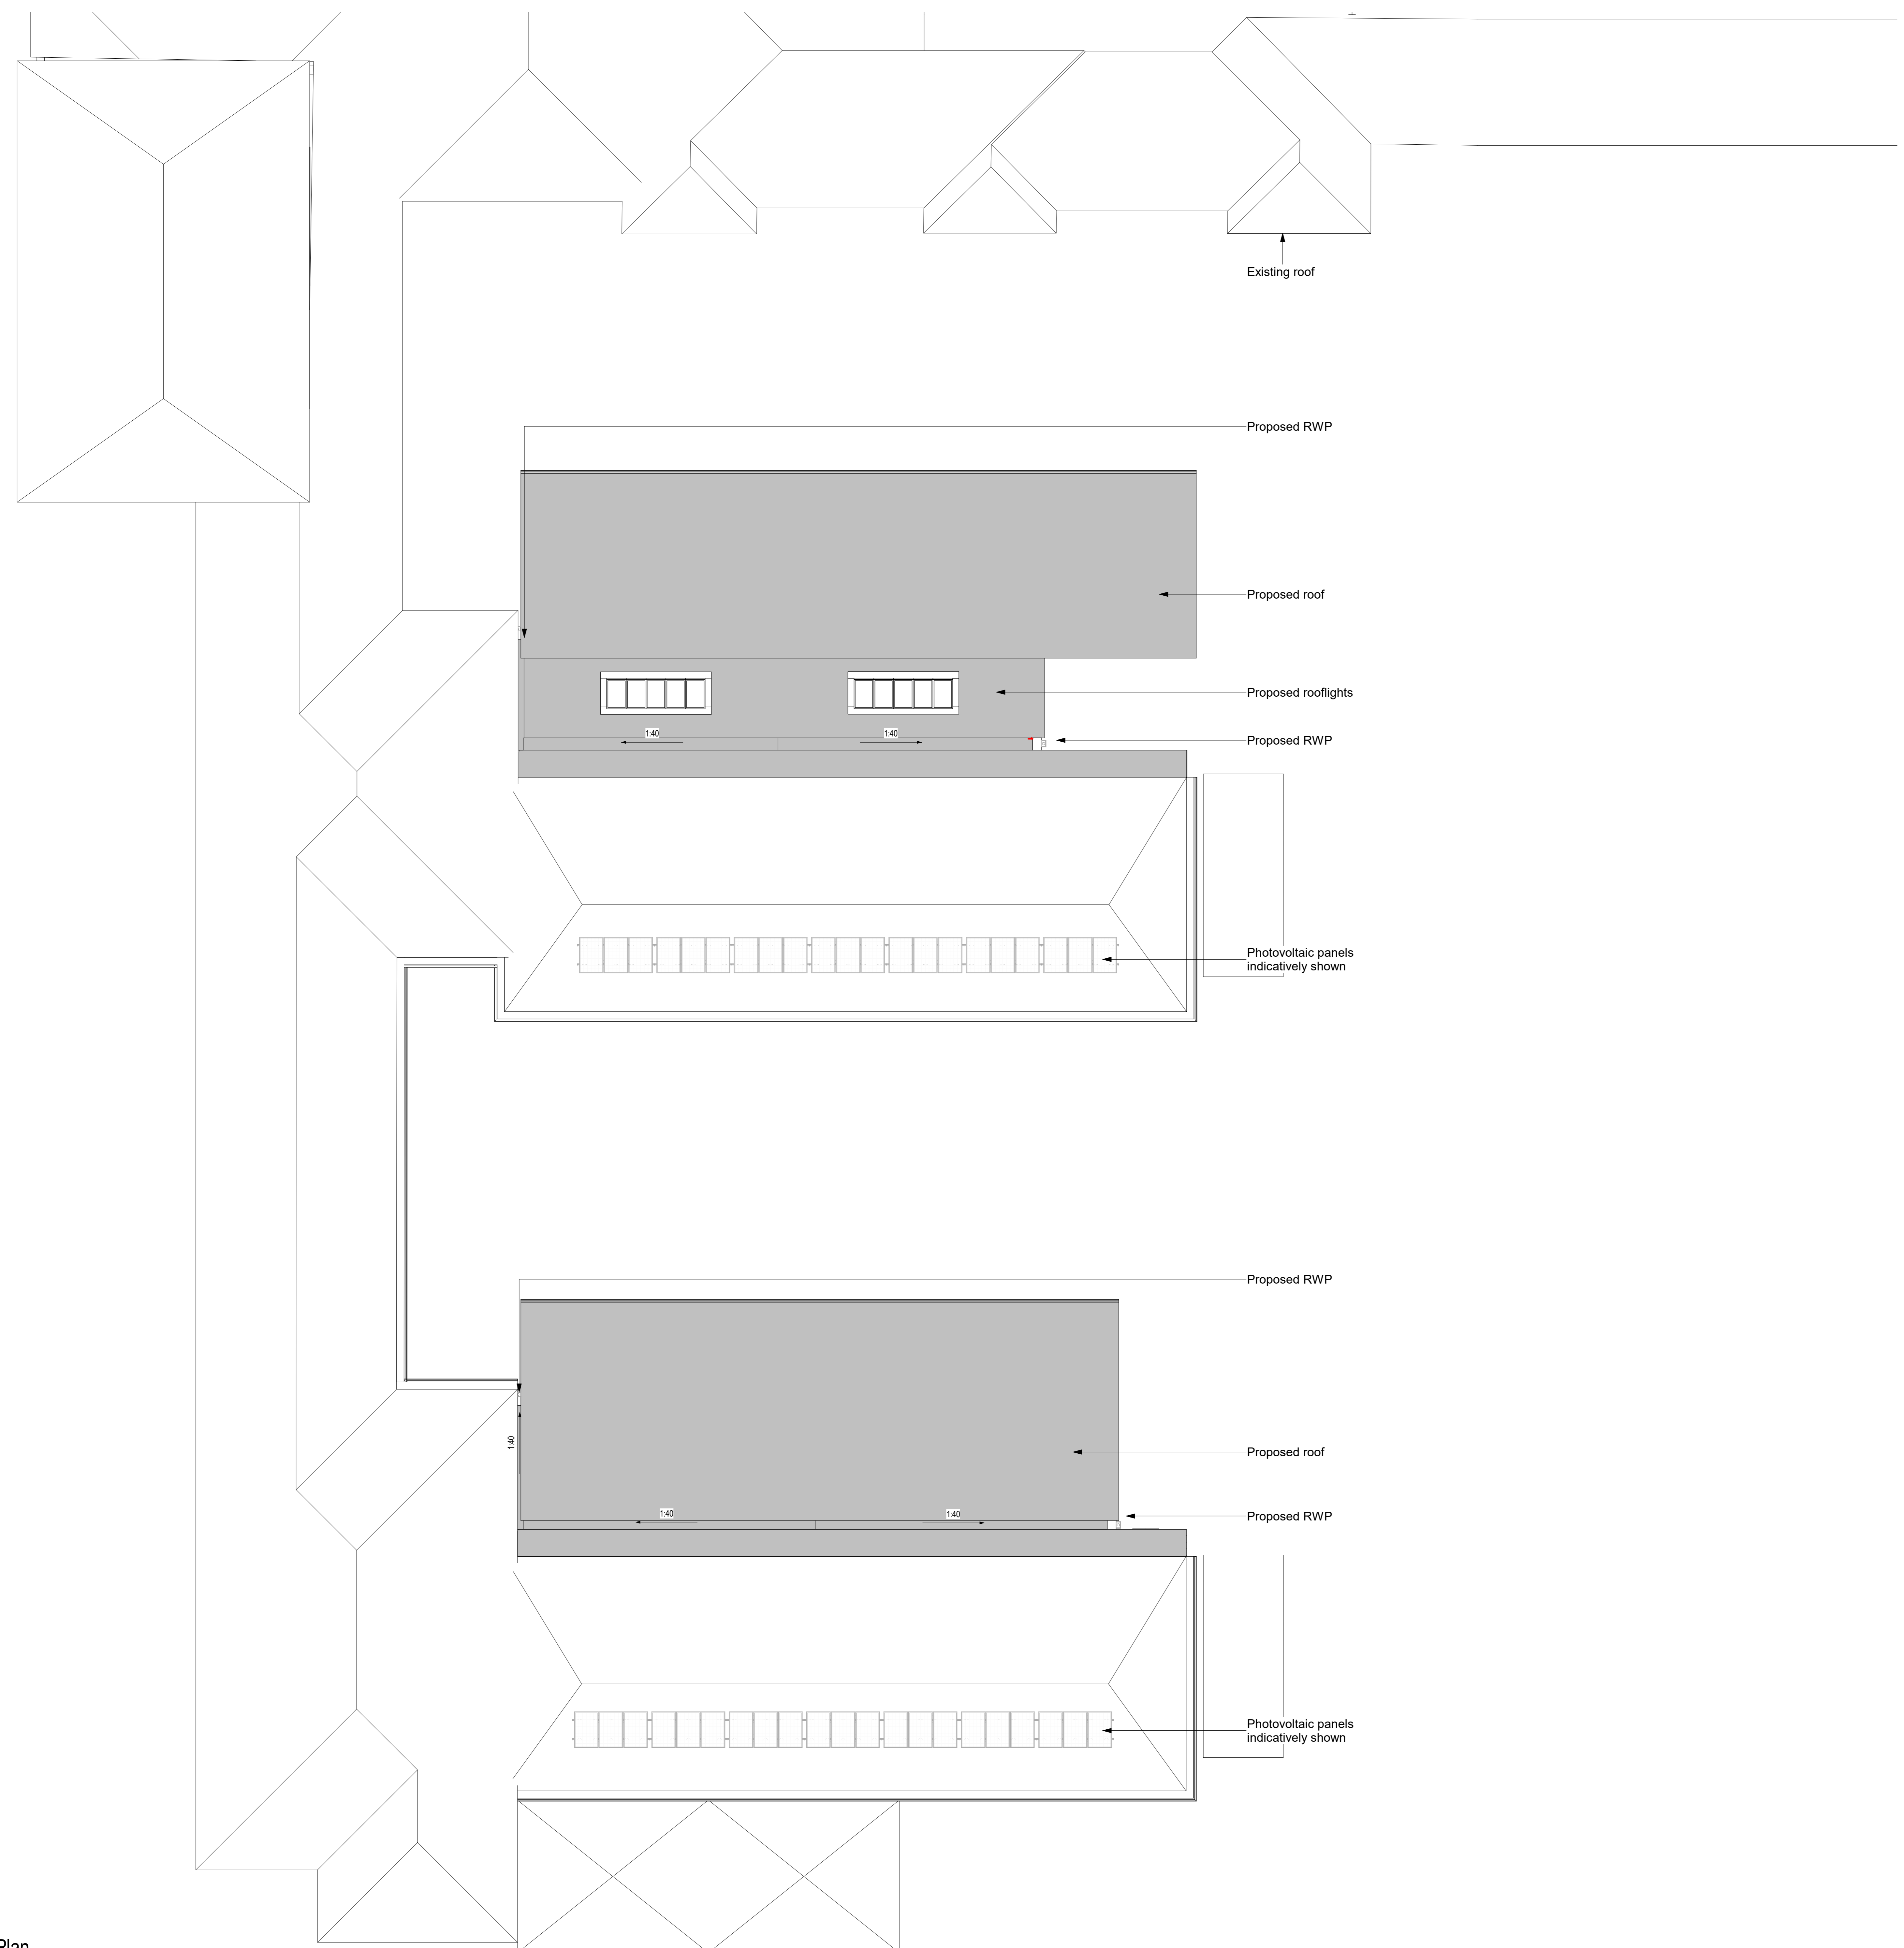 Existing roof
Proposed RWP
Proposed roof
Proposed rooflights
1:40
1:40
Proposed RWP
Photovoltaic panels
indicatively shown
Proposed RWP
1:40
Proposed roof
1:40
1:40
Proposed RWP
Photovoltaic panels
indicatively shown
Plan